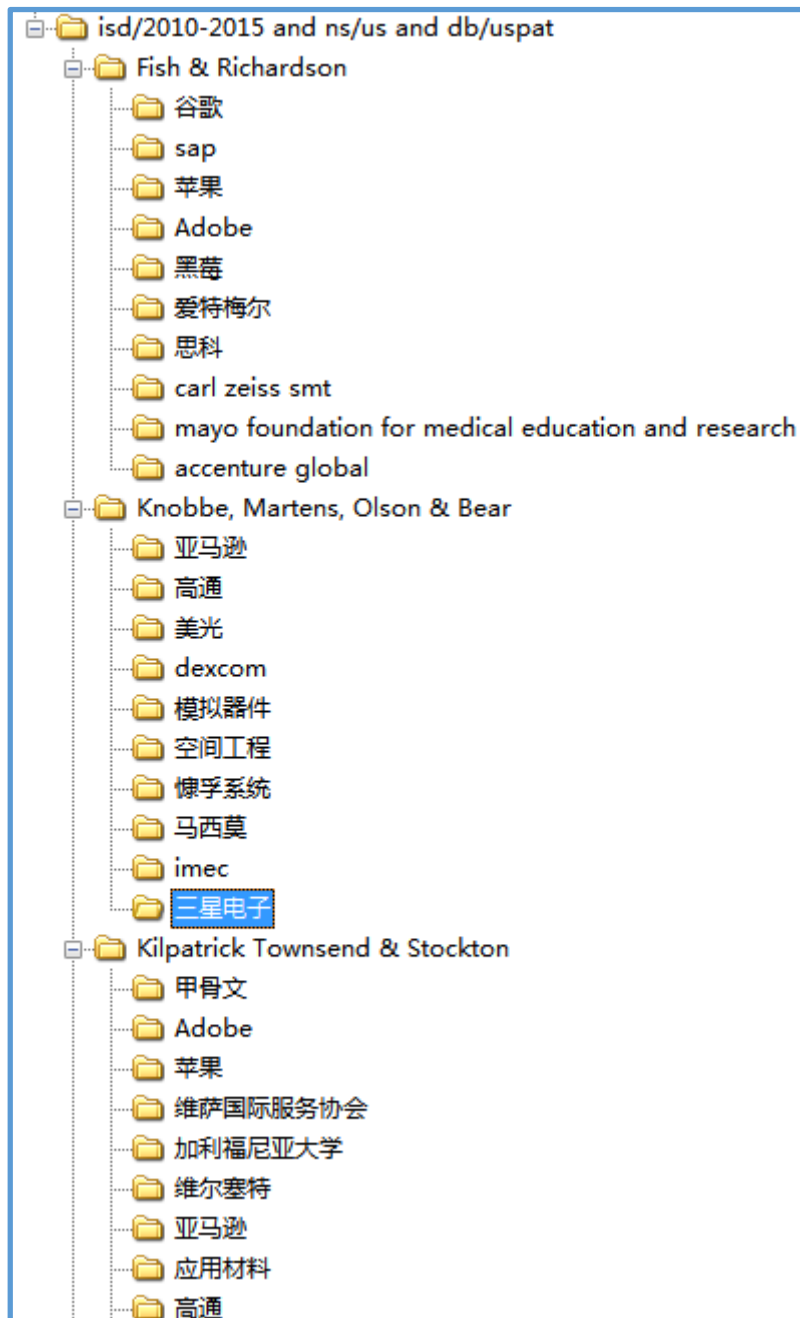 isd/2010-2015 and ns/us and db/uspat
Fish & Richardson
谷歌
sap
苹果
Adobe
黑莓
爱特梅尔
思科
carl zeiss smt
mayo foundation for medical education and research
accenture global
Knobbe, Martens, Olson & Bear
亚马逊
高通
美光
dexcom
模拟器件
空间工程
慷孚系统
马西莫
imec
三星电子
Kilpatrick Townsend & Stockton
甲骨文
Adobe
苹果
维萨国际服务协会
加利福尼亚大学
维尔塞特
亚马逊
应用材料
高通